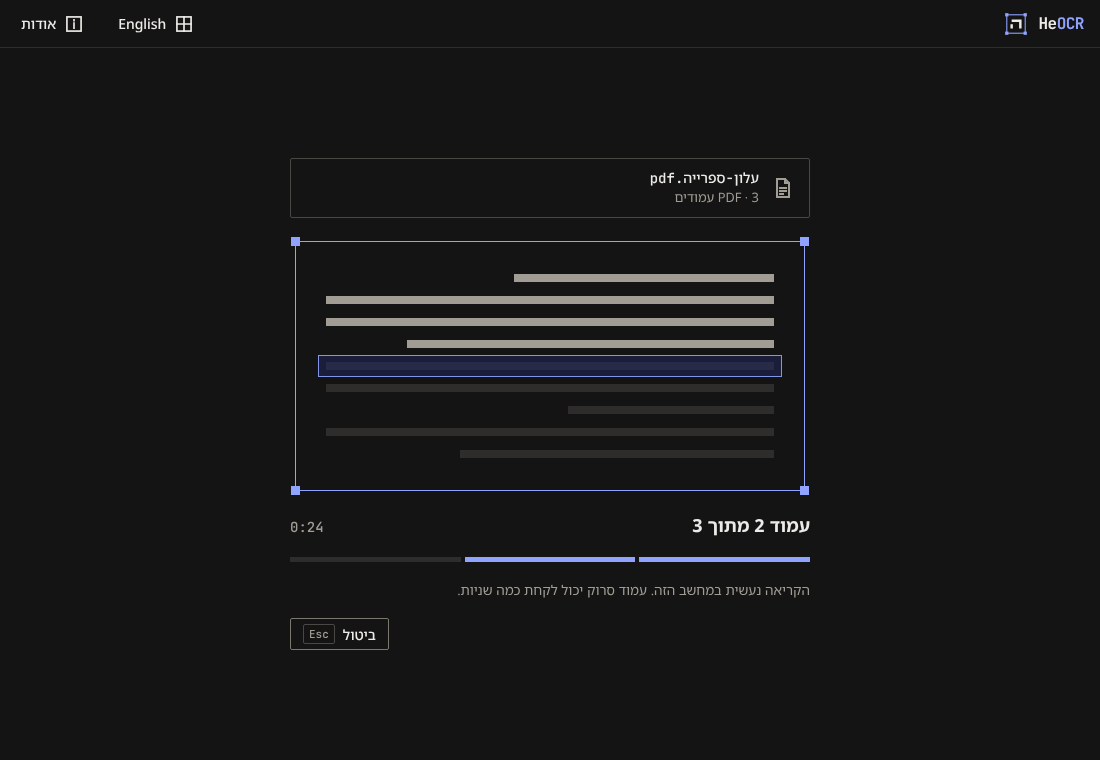 HeOCR
English
אודות
עלון-ספרייה.pdf
PDF · 3 עמודים
עמוד 2 מתוך 3
0:24
הקריאה נעשית במחשב הזה. עמוד סרוק יכול לקחת כמה שניות.
ביטול Esc